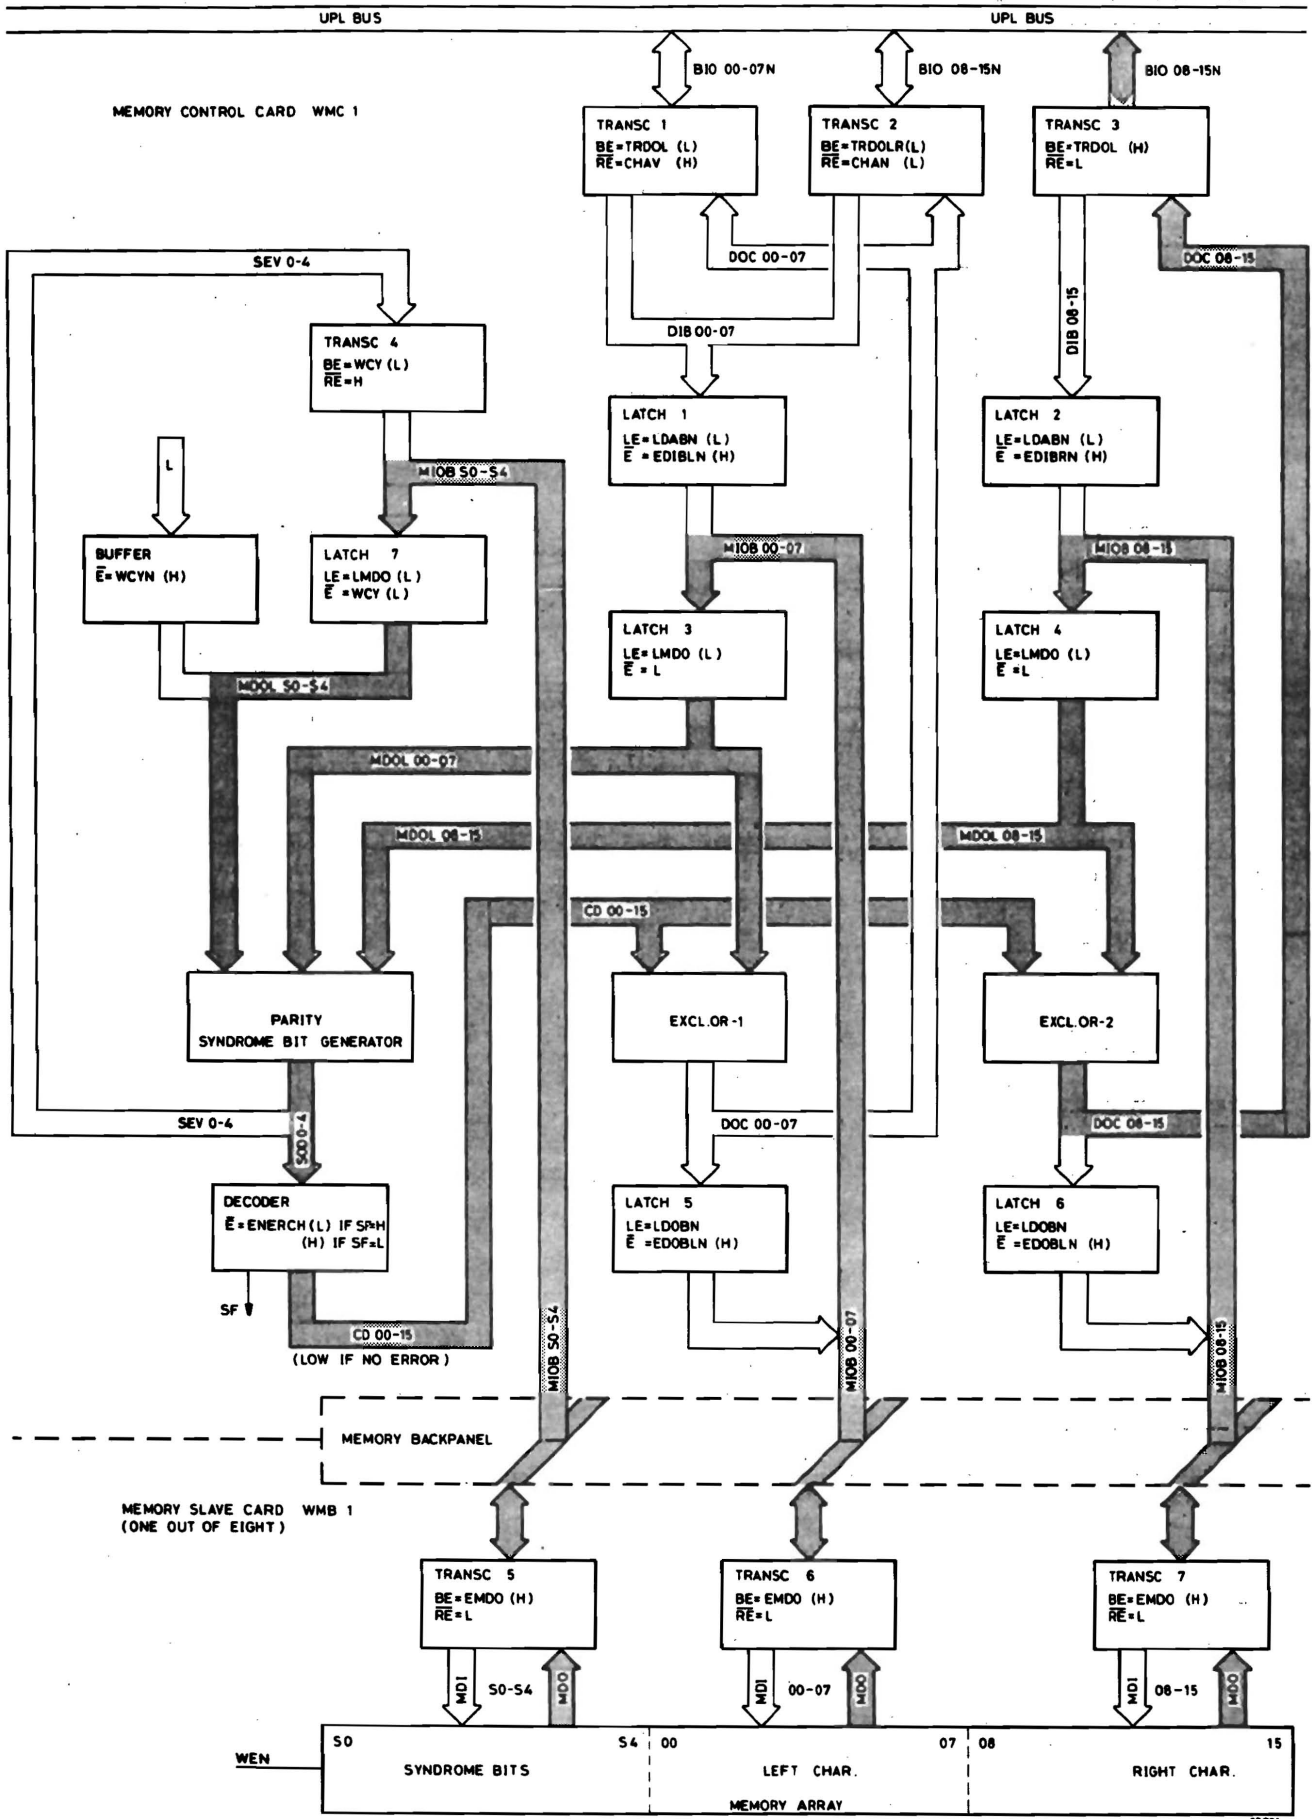 UPL BUS
UPL BUS
BIO 00-07N
BIO 08-15N
BIO 08-15N
MEMORY CONTROL CARD WMC 1
TRANSC 1
BE=TRDOL (L)
RE=CHAV (H)
TRANSC 2
BE=TRDOLR(L)
RE=CHAN (L)
TRANSC 3
BE=TRDOL (H)
RE=L
SEV 0-4
DOC 00-07
DOC 08-15
DIB 00-07
DIB 08-15
TRANSC 4
BE=WCY (L)
RE=H
LATCH 1
LE=LDABN (L)
E =EDIBLN (H)
LATCH 2
LE=LDABN (L)
E =EDIBRN (H)
L
MIOB S0-S4
BUFFER
E=WCYN (H)
LATCH 7
LE=LMDO (L)
E =WCY (L)
MIOB 00-07
MIOB 08-15
LATCH 3
LE=LMDO (L)
E = L
LATCH 4
LE=LMDO (L)
E = L
MDOL S0-S4
MDOL 00-07
MDOL 08-15
MDOL 08-15
CD 00-15
PARITY
SYNDROME BIT GENERATOR
EXCL.OR-1
EXCL.OR-2
SEV 0-4
SOD 0-4
DOC 00-07
DOC 08-15
DECODER
E=ENERCH(L) IF SF=H
(H) IF SF=L
LATCH 5
LE=LDOBN
E =EDOBLN (H)
LATCH 6
LE=LDOBN
E =EDOBLN (H)
SF
CD 00-15
(LOW IF NO ERROR)
MIOB S0-S4
MIOB 00-07
MIOB 08-15
MEMORY BACKPANEL
MEMORY SLAVE CARD WMB 1
(ONE OUT OF EIGHT)
TRANSC 5
BE=EMDO (H)
RE=L
TRANSC 6
BE=EMDO (H)
RE=L
TRANSC 7
BE=EMDO (H)
RE=L
MDI
S0-S4
MDO
MDI
00-07
MDO
MDI
08-15
MDO
S0
S4
00
07
08
15
WEN
SYNDROME BITS
LEFT CHAR.
RIGHT CHAR.
MEMORY ARRAY